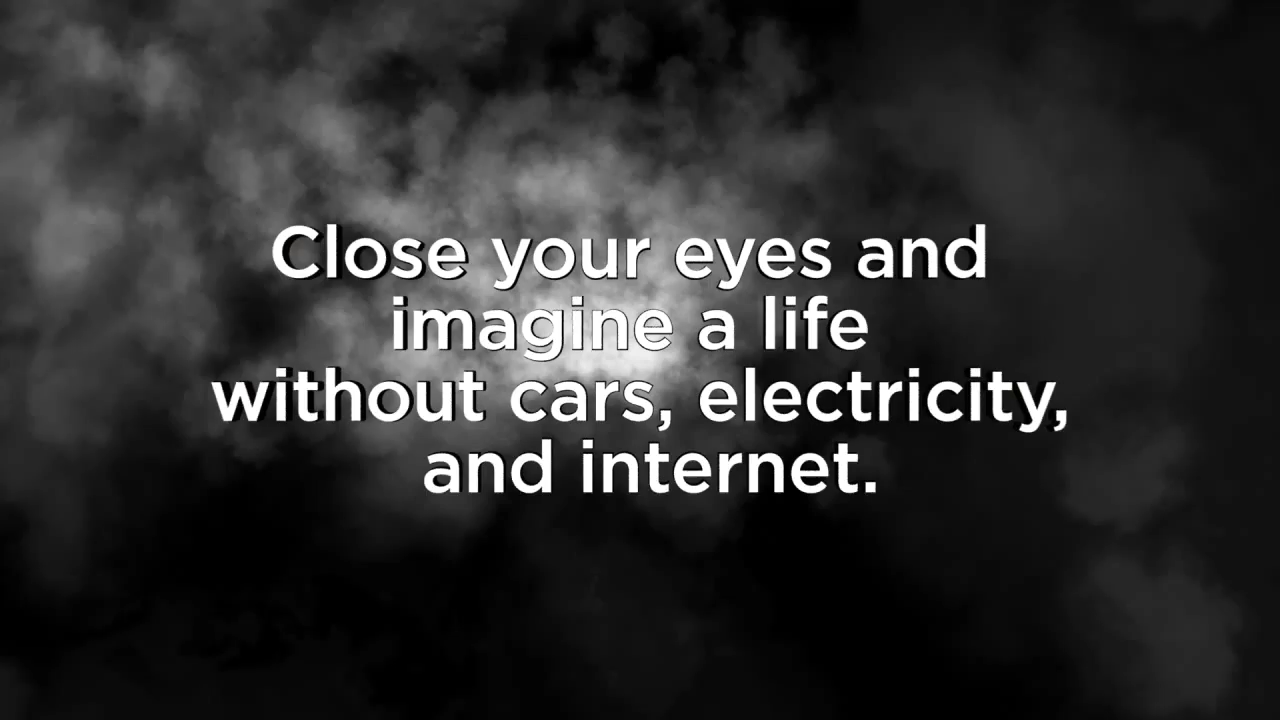 Close your eyes and
imagine a life
without cars, electricity,
and internet.